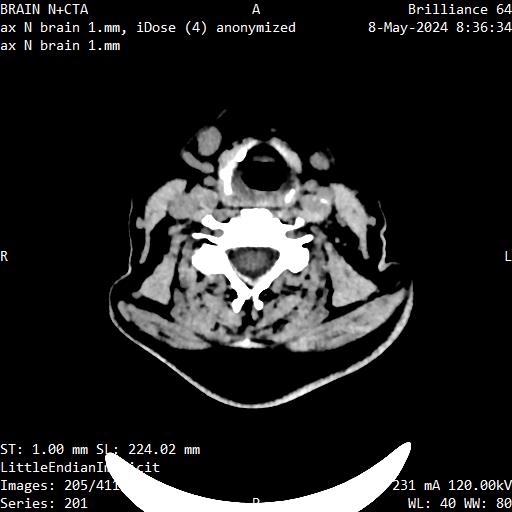 BRAIN N+CTA
A
Brilliance 64
ax N brain 1.mm, iDose (4) anonymized
8-May-2024 8:36:34
ax N brain 1.mm
R
L
ST: 1.00 mm SL: 224.02 mm
Images: 205/411
231 mA 120.00kV
Series: 201
P
WL: 40 WW: 80